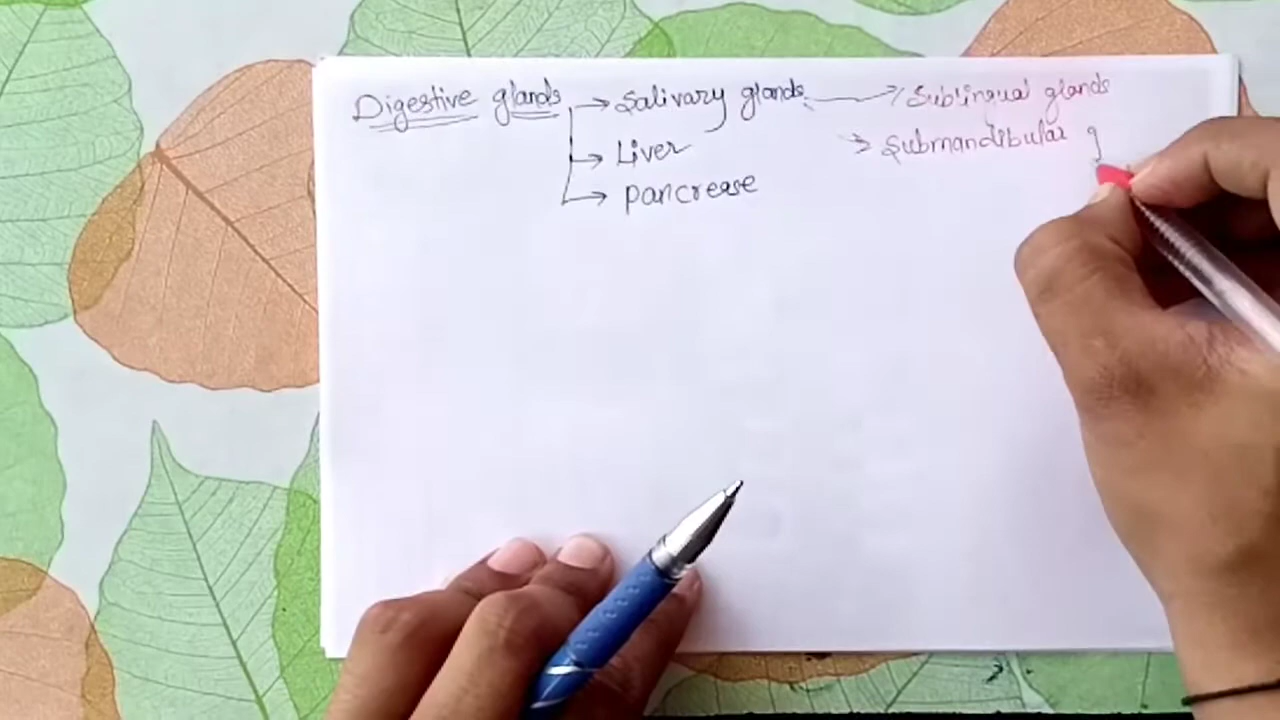 Digestive glands → Salivary glands → Sublingual glands
→ Liver → Submandibular g
→ pancrease